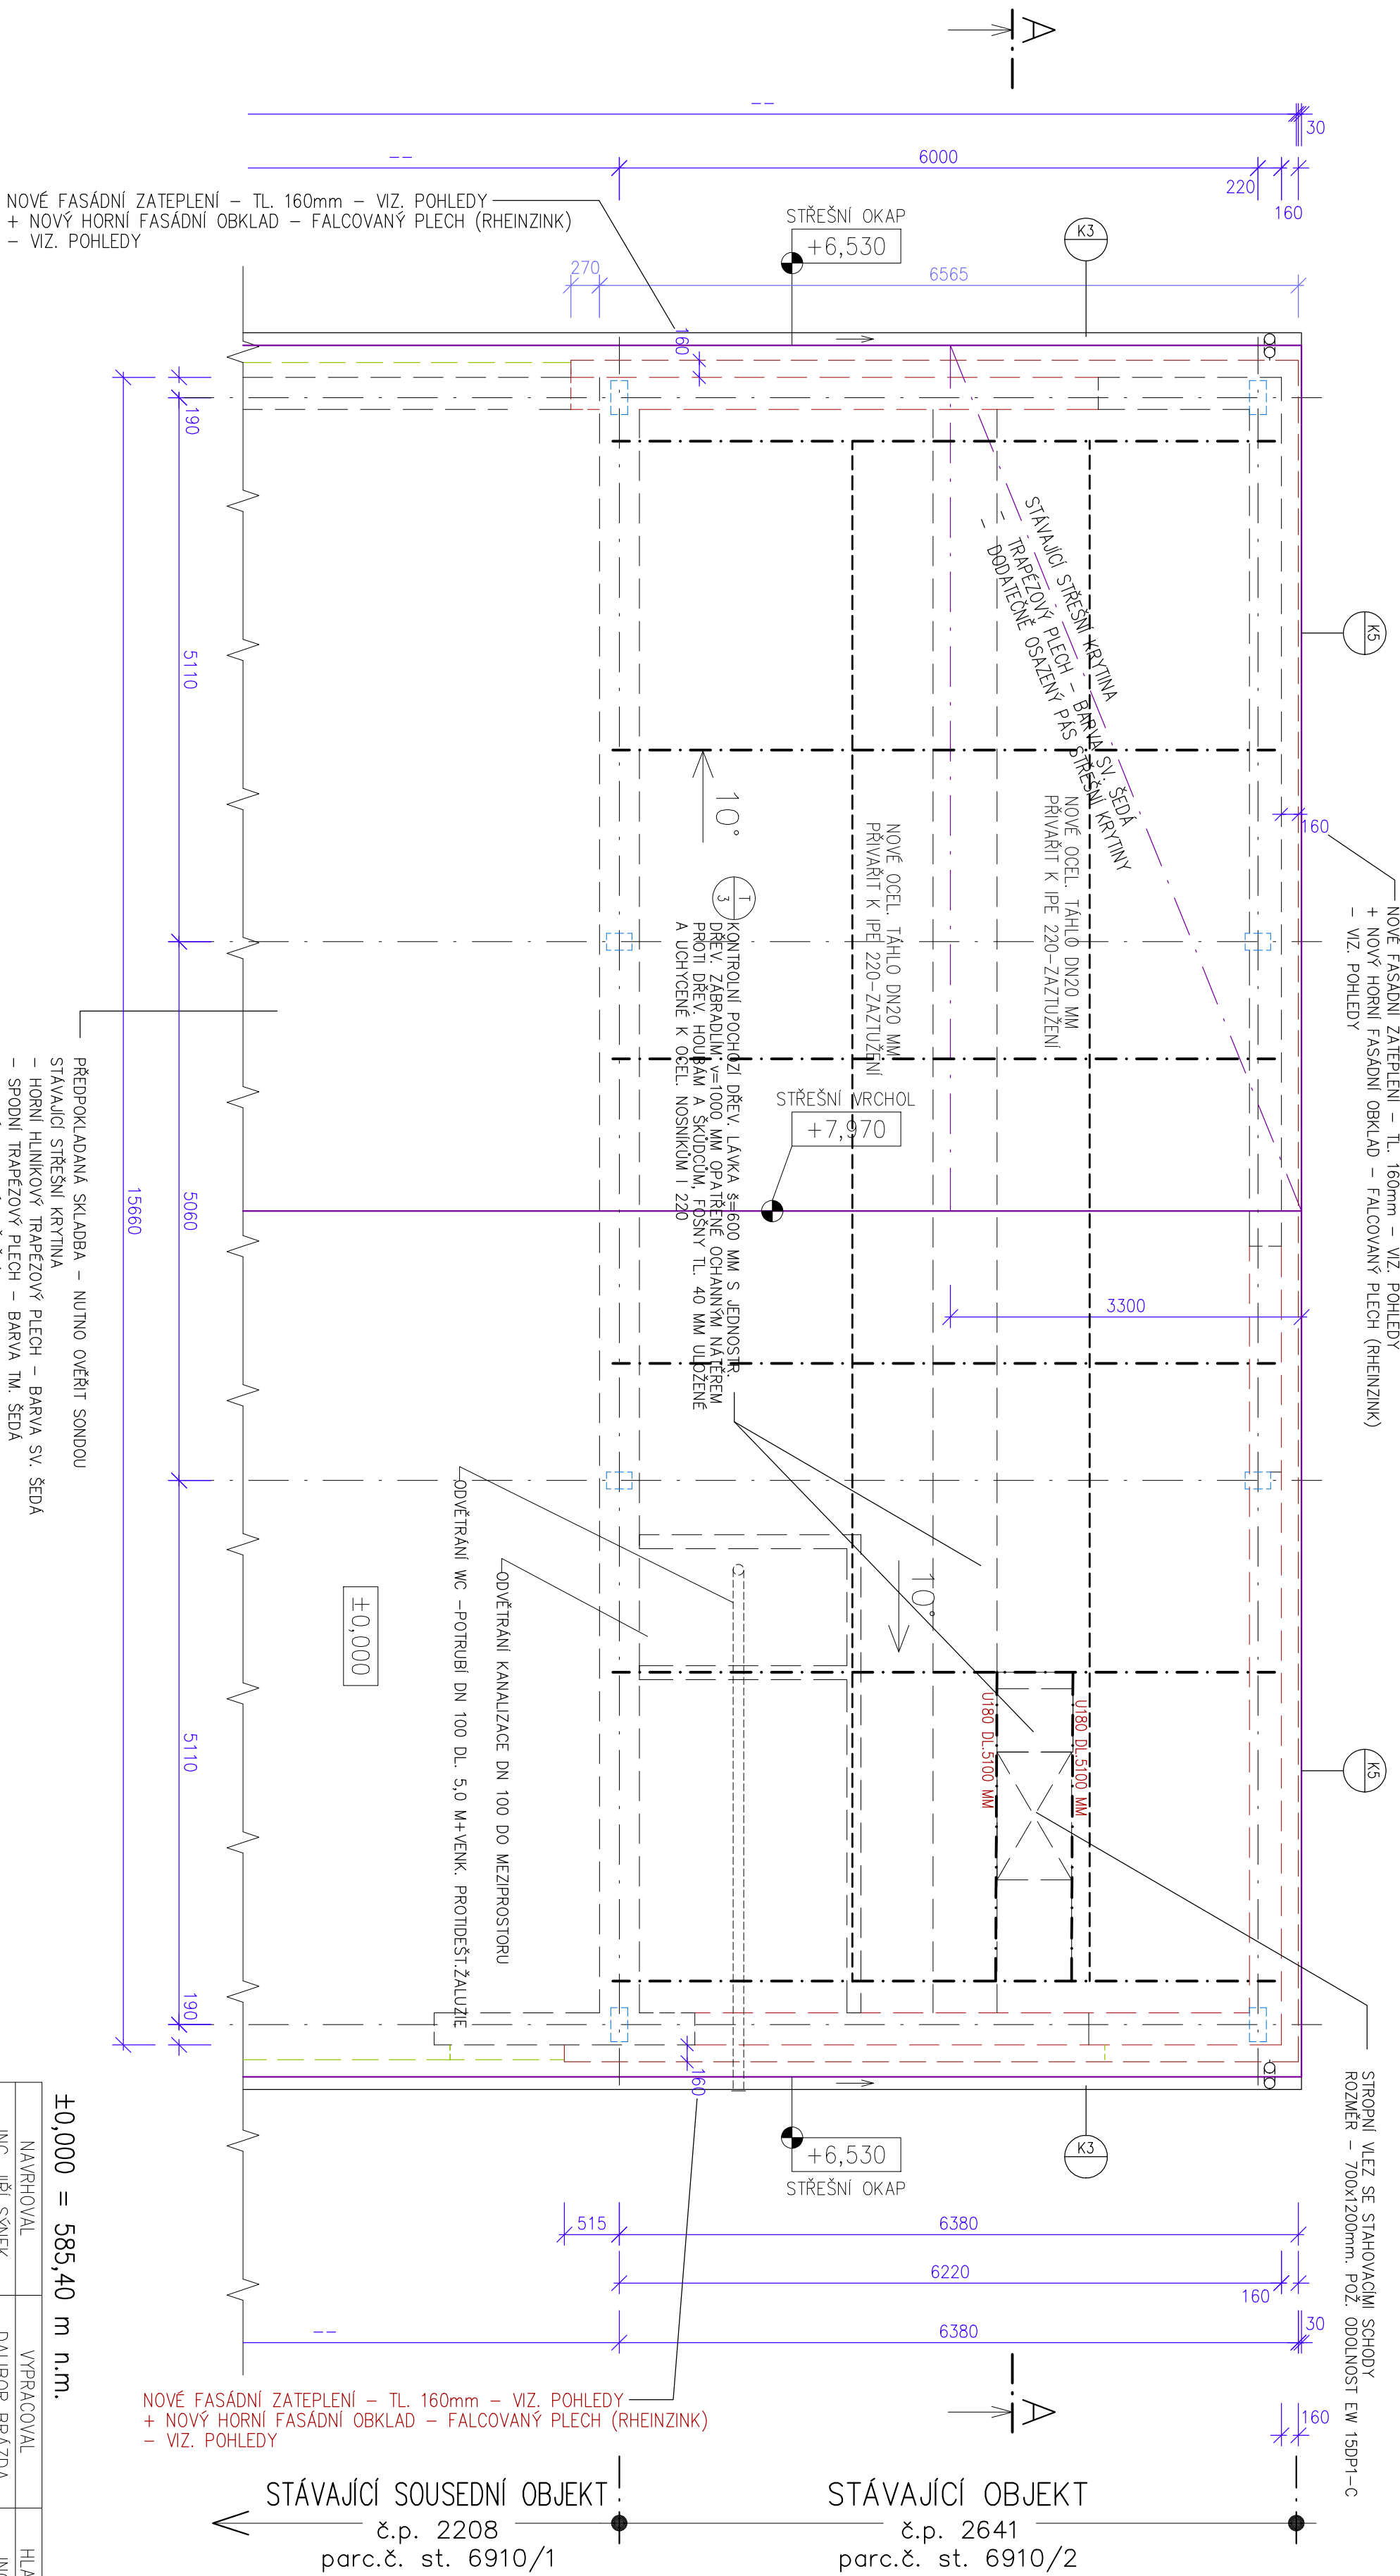 A
30
--
6000
--
220
160
NOVÉ FASÁDNÍ ZATEPLENÍ – TL. 160mm – VIZ. POHLEDY
+ NOVÝ HORNÍ FASÁDNÍ OBKLAD – FALCOVANÝ PLECH (RHEINZINK)
– VIZ. POHLEDY
STŘEŠNÍ OKAP
+6,530
K3
270
6565
160
190
STÁVAJÍCÍ STŘEŠNÍ KRYTINA
– TRAPÉZOVÝ PLECH – BARVA SV. ŠEDÁ
– DODATEČNĚ OSAZENÝ PÁS STŘEŠNÍ KRYTINY
K5
5110
160
NOVÉ FASÁDNÍ ZATEPLENÍ – TL. 160mm – VIZ. POHLEDY
+ NOVÝ HORNÍ FASÁDNÍ OBKLAD – FALCOVANÝ PLECH (RHEINZINK)
– VIZ. POHLEDY
NOVÉ OCEL. TÁHLO DN20 MM
PŘIVAŘIT K IPE 220-ZAZTUŽENÍ
NOVÉ OCEL. TÁHLO DN20 MM
PŘIVAŘIT K IPE 220-ZAZTUŽENÍ
10°
T
3
KONTROLNÍ POCHOZÍ DŘEV. LÁVKA š=600 MM S JEDNOSTR.
DŘEV. ZÁBRADLÍM v=1000 MM OPATŘENÉ OCHANNÝM NÁTĚREM
PROTI DŘEV. HOUBÁM A ŠKŮDCŮM, FOŠNY TL. 40 MM ULOŽENÉ
A UCHYCENÉ K OCEL. NOSNÍKŮM I 220
STŘEŠNÍ VRCHOL
+7,970
PŘEDPOKLADANÁ SKLADBA – NUTNO OVĚŘIT SONDOU
STÁVAJÍCÍ STŘEŠNÍ KRYTINA
– HORNÍ HLINÍKOVÝ TRAPÉZOVÝ PLECH – BARVA SV. ŠEDÁ
– SPODNÍ TRAPÉZOVÝ PLECH – BARVA TM. ŠEDÁ
15660
5060
3300
ODVĚTRÁNÍ WC –POTRUBÍ DN 100 DL. 5,0 M+VENK. PROTIDEŠT.ŽALUZIE
ODVĚTRÁNÍ KANALIZACE DN 100 DO MEZIPROSTORU
10°
±0,000
U180 DL.5100 MM
U180 DL.5100 MM
5110
K5
190
160
STROPNÍ VLEZ SE STAHOVACÍMI SCHODY
ROZMĚR – 700x1200mm. POŽ. ODOLNOST EW 15DP1-C
K3
+6,530
STŘEŠNÍ OKAP
515
6380
6220
160
--
6380
30
160
A
±0,000 = 585,40 m n.m.
NAVRHOVAL
VYPRACOVAL
ING. JIŘÍ SÝNEK
DALIBOR BRÁZDA
NOVÉ FASÁDNÍ ZATEPLENÍ – TL. 160mm – VIZ. POHLEDY
+ NOVÝ HORNÍ FASÁDNÍ OBKLAD – FALCOVANÝ PLECH (RHEINZINK)
– VIZ. POHLEDY
STÁVAJÍCÍ SOUSEDNÍ OBJEKT
č.p. 2208
parc.č. st. 6910/1
STÁVAJÍCÍ OBJEKT
č.p. 2641
parc.č. st. 6910/2